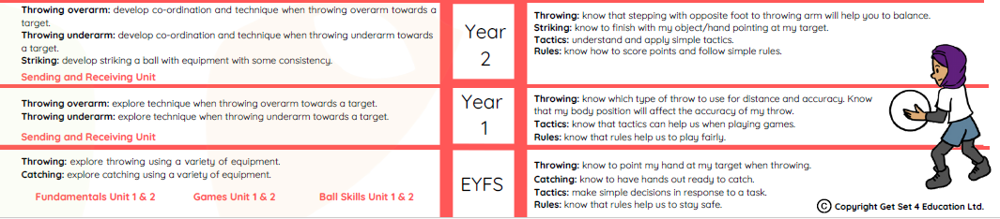 Throwing overarm: develop co-ordination and technique when throwing overarm towards a
target.
Throwing underarm: develop co-ordination and technique when throwing underarm towards
a target.
Striking: develop striking a ball with equipment with some consistency.
Sending and Receiving Unit
Year
2
Throwing: know that stepping with opposite foot to throwing arm will help you to balance.
Striking: know to finish with my object/hand pointing at my target.
Tactics: understand and apply simple tactics.
Rules: know how to score points and follow simple rules.
Throwing overarm: explore technique when throwing overarm towards a target.
Throwing underarm: explore technique when throwing underarm towards a target.
Sending and Receiving Unit
Year
1
Throwing: know which type of throw to use for distance and accuracy. Know
that my body position will affect the accuracy of my throw.
Tactics: know that tactics can help us when playing games.
Rules: know that rules help us to play fairly.
Throwing: explore throwing using a variety of equipment.
Catching: explore catching using a variety of equipment.
Fundamentals Unit 1 & 2 Games Unit 1 & 2 Ball Skills Unit 1 & 2
EYFS
Throwing: know to point my hand at my target when throwing.
Catching: know to have hands out ready to catch.
Tactics: make simple decisions in response to a task.
Rules: know that rules help us to stay safe.
© Copyright Get Set 4 Education Ltd.